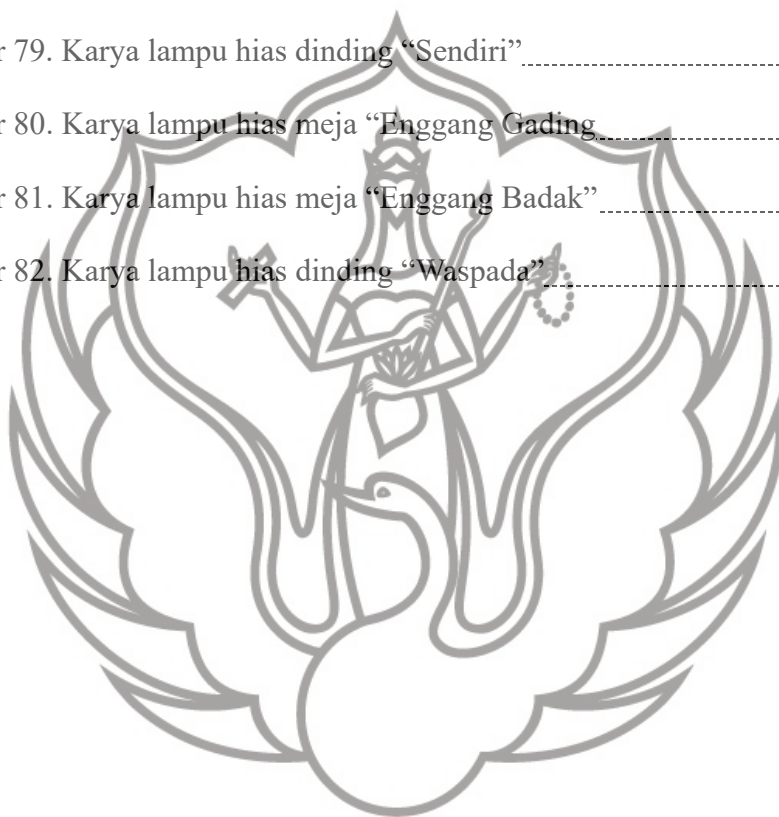 r 79. Karya lampu hias dinding “Sendiri”
r 80. Karya lampu hias meja “Enggang Gading
r 81. Karya lampu hias meja “Enggang Badak”
r 82. Karya lampu hias dinding “Waspada”